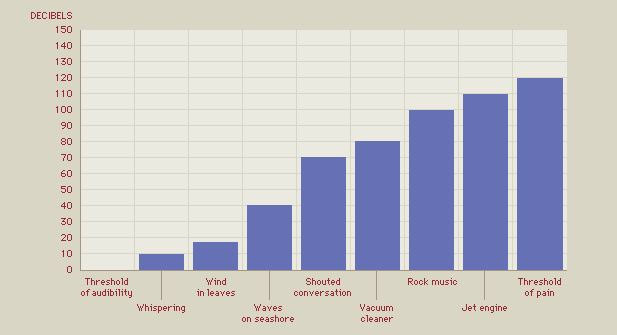 DECIBELS
150
140
130
120
110
100
90
80
70
60
50
40
30
20
10
0
Threshold
of audibility
Whispering
Wind
in leaves
Waves
on seashore
Shouted
conversation
Vacuum
cleaner
Rock music
Jet engine
Threshold
of pain